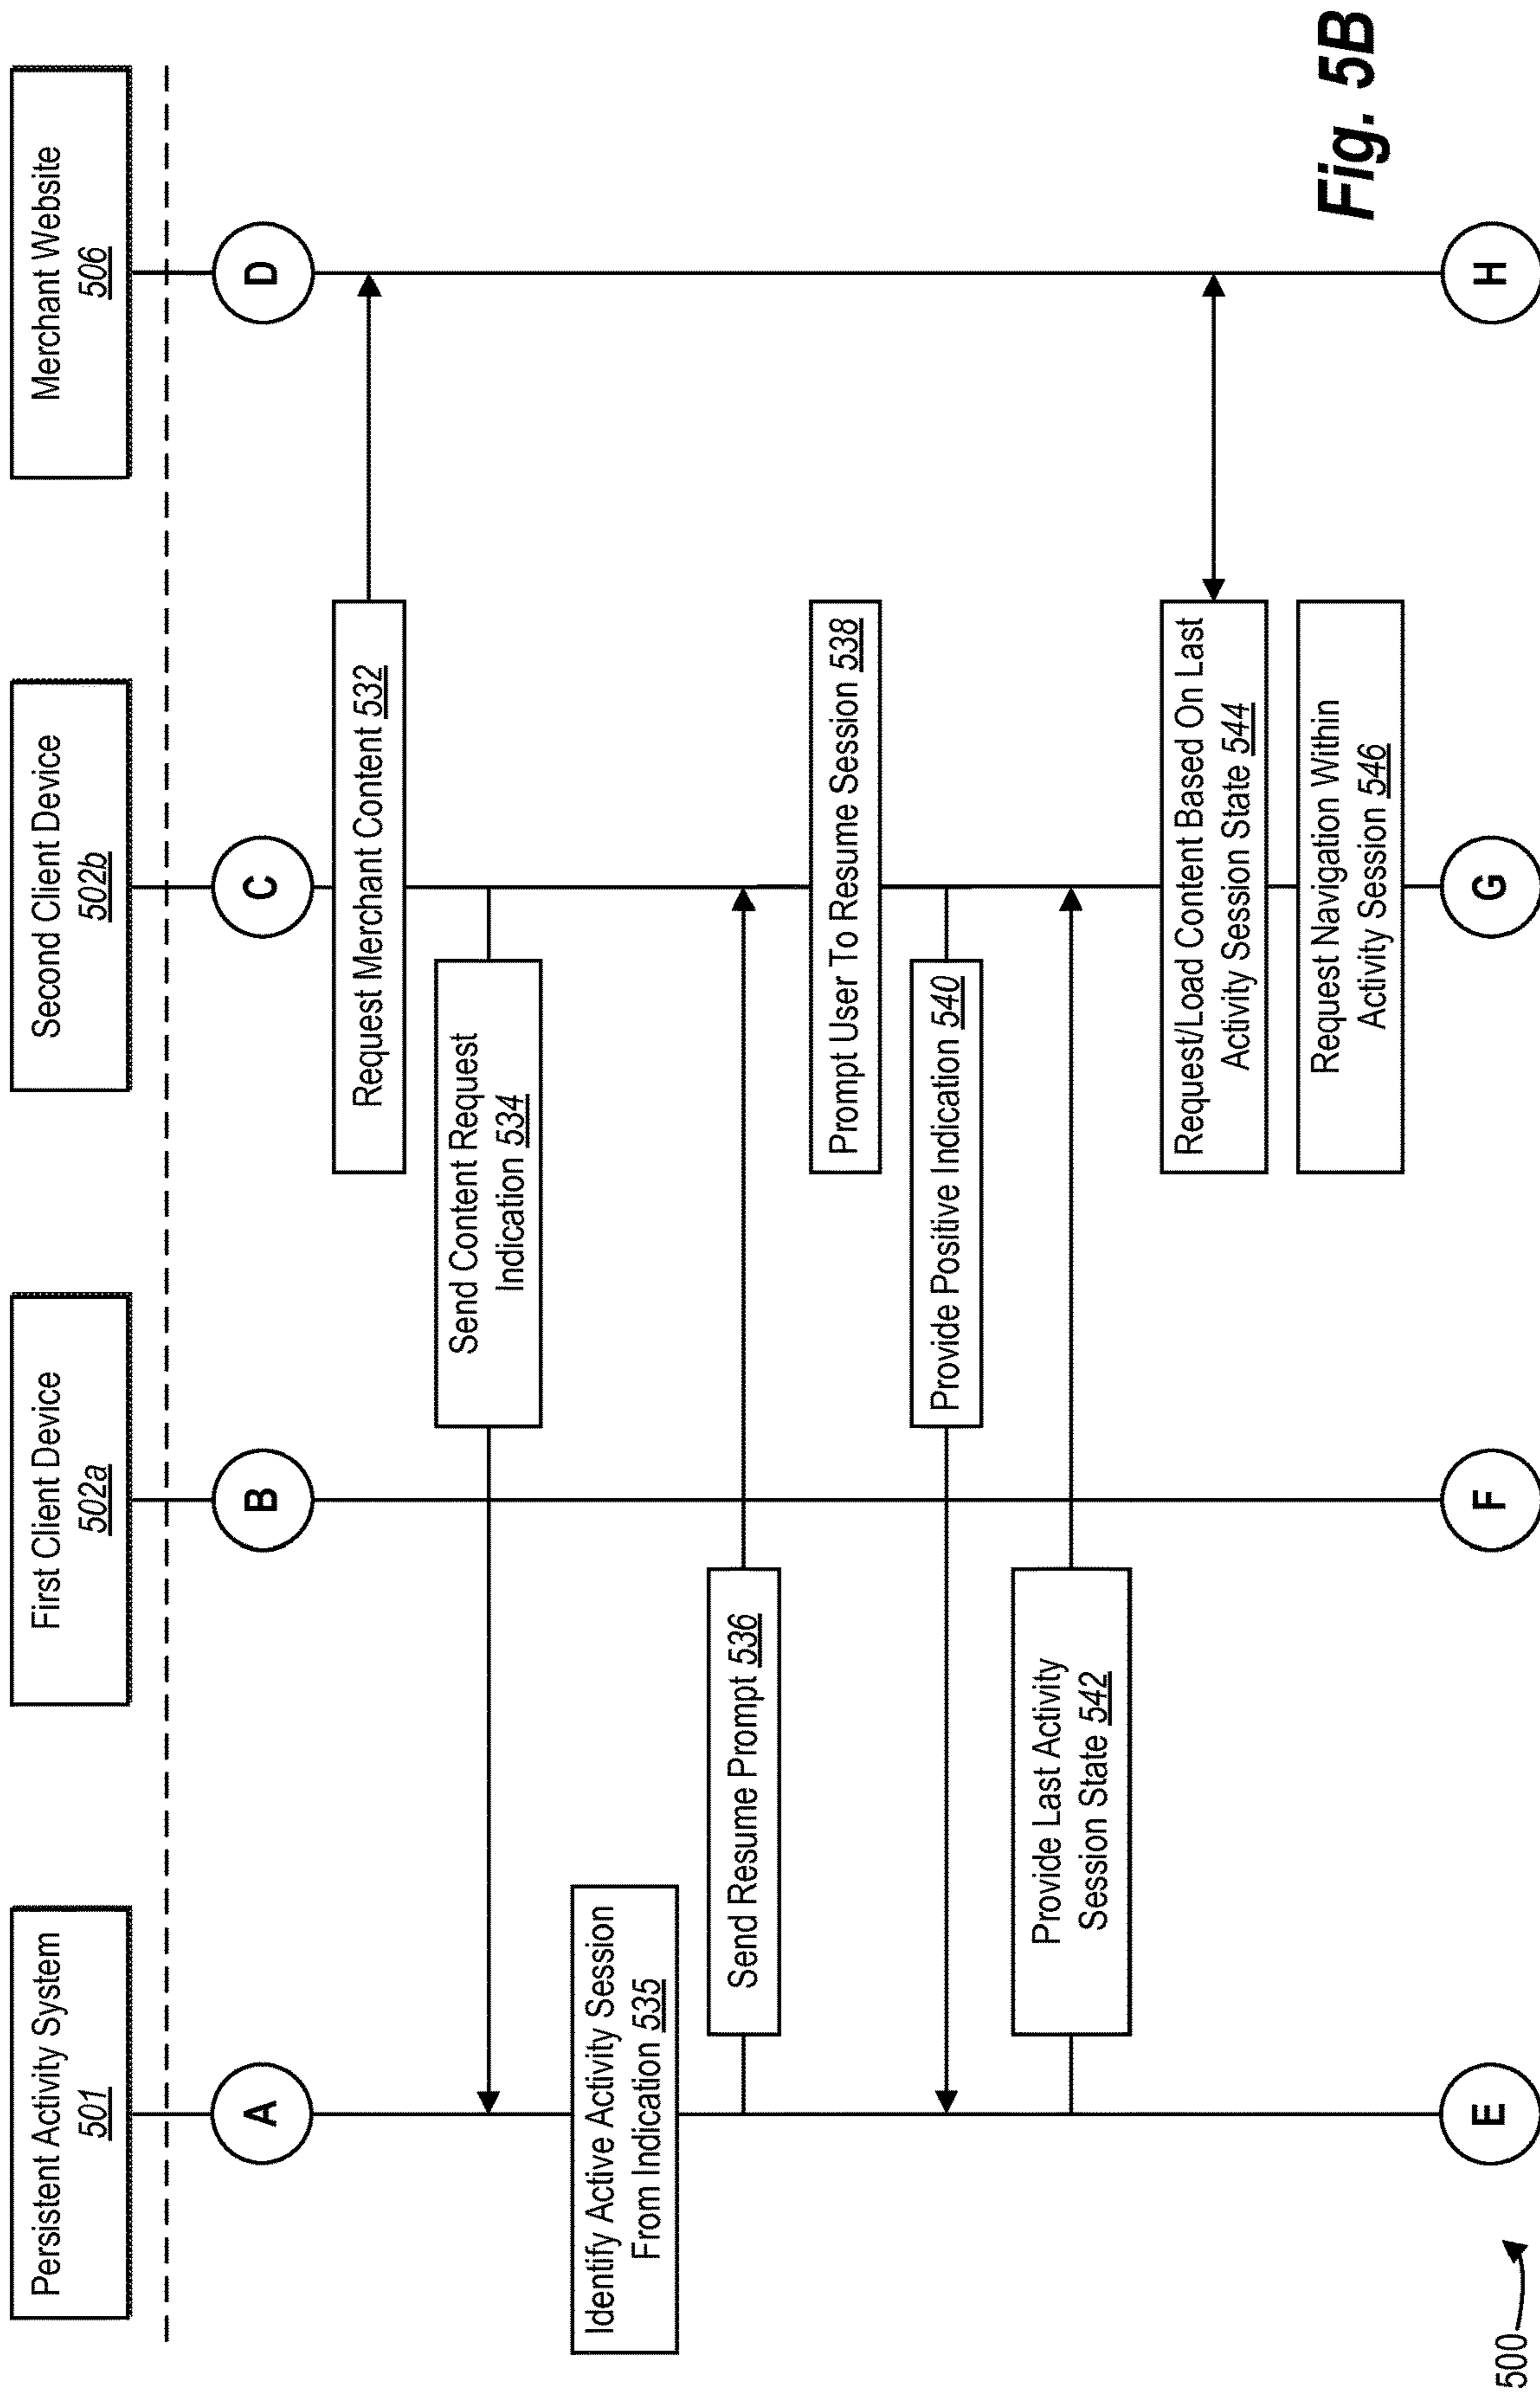 Persistent Activity System
501
First Client Device
502a
Second Client Device
502b
Merchant Website
506
A
B
C
D
Request Merchant Content 532
Send Content Request
Indication 534
Identify Active Activity Session
From Indication 535
Send Resume Prompt 536
Prompt User To Resume Session 538
Provide Positive Indication 540
Provide Last Activity
Session State 542
Request/Load Content Based On Last
Activity Session State 544
Request Navigation Within
Activity Session 546
E
F
G
H
500
Fig. 5B